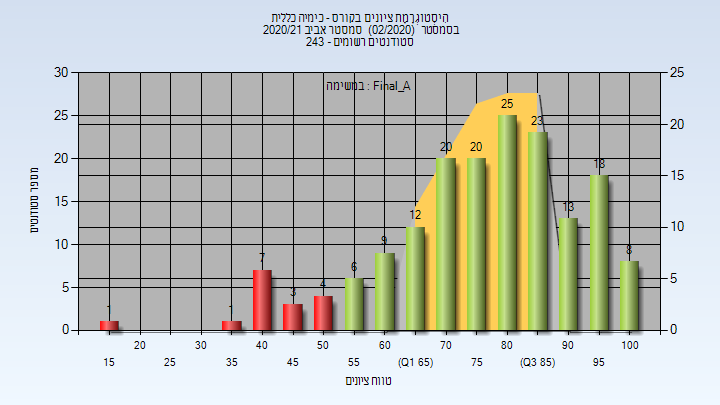 הִיסְטוֹגְרַמַת ציונים בקורס - כימיה כללית
בסמסטר (02/2020) סמסטר אביב 2020/21
סטודנטים רשומים - 243
במשימה : Final_A
30 25 20 15 10 5 0
25 20 15 10 5 0
מספר סטודנטים
1 1 7 3 4 6 9 12 20 20 25 23 13 18 8
20 30 40 50 60 70 80 90 100
15 25 35 45 55 (Q1 65) 75 (Q3 85) 95
טווח ציונים